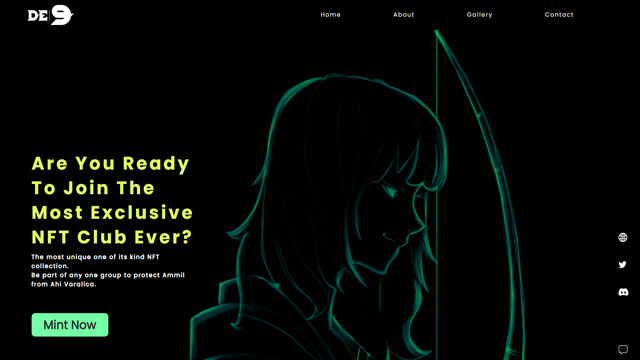 DE 9
Home About Gallery Contact
Are You Ready
To Join The
Most Exclusive
NFT Club Ever?
The most unique one of its kind NFT
collection.
Be part of any one group to protect Ammil
from Ahi Varalica.
Mint Now